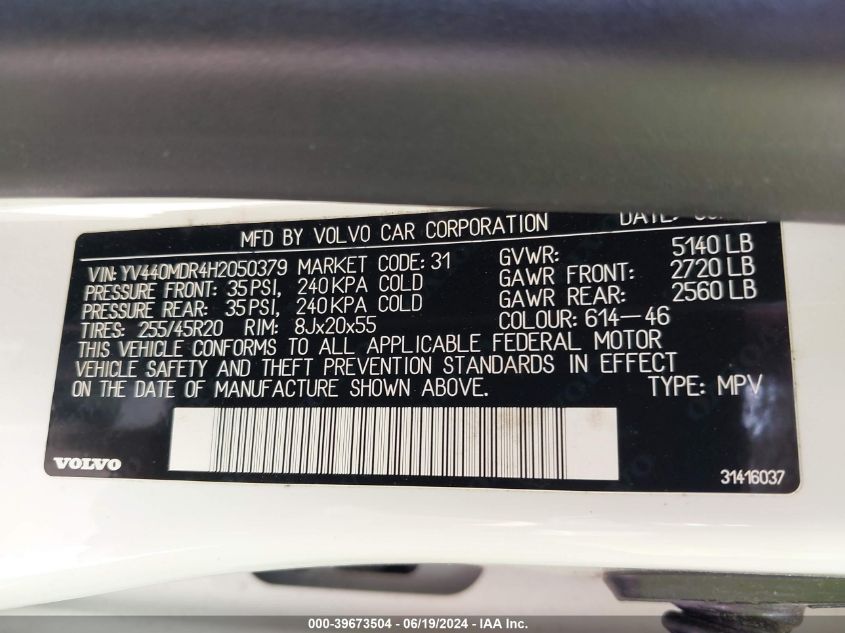 MFD BY VOLVO CAR CORPORATION
VIN: YV440MDR4H2050379 MARKET CODE: 31 GVWR: 5140 LB
PRESSURE FRONT: 35 PSI, 240 KPA COLD GAWR FRONT: 2720 LB
PRESSURE REAR: 35 PSI, 240 KPA COLD GAWR REAR: 2560 LB
TIRES: 255/45R20 RIM: 8Jx20x55 COLOUR: 614-46
THIS VEHICLE CONFORMS TO ALL APPLICABLE FEDERAL MOTOR
VEHICLE SAFETY AND THEFT PREVENTION STANDARDS IN EFFECT
ON THE DATE OF MANUFACTURE SHOWN ABOVE. TYPE: MPV
VOLVO
31416037
000-39673504 - 06/19/2024 - IAA Inc.